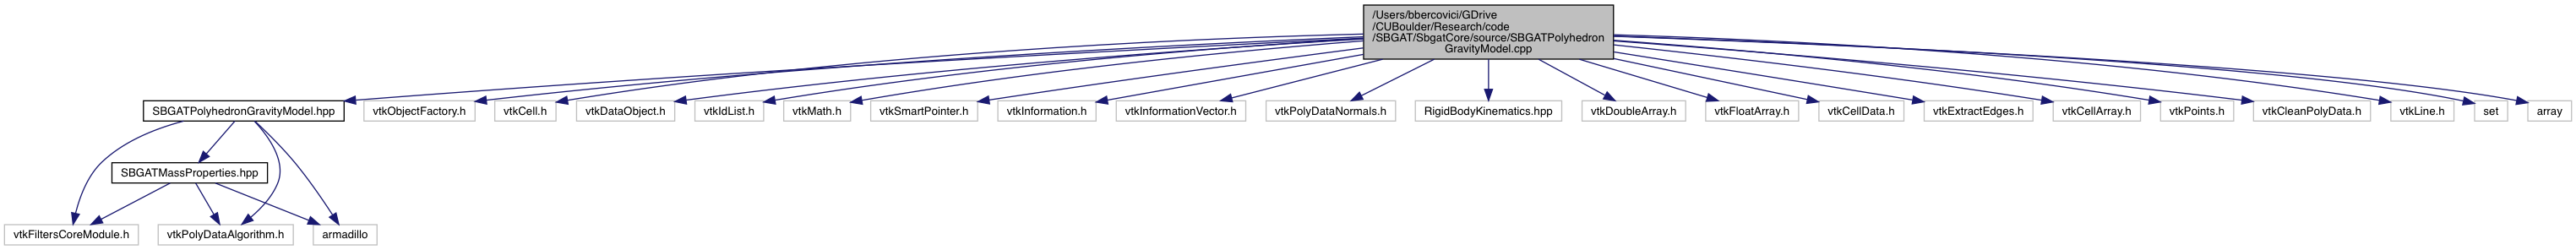 /Users/bbercovici/GDrive
/CUBoulder/Research/code
/SBGAT/SbgatCore/source/SBGATPolyhedron
GravityModel.cpp
SBGATPolyhedronGravityModel.hpp
vtkObjectFactory.h
vtkCell.h
vtkDataObject.h
vtkIdList.h
vtkMath.h
vtkSmartPointer.h
vtkInformation.h
vtkInformationVector.h
vtkPolyDataNormals.h
RigidBodyKinematics.hpp
vtkDoubleArray.h
vtkFloatArray.h
vtkCellData.h
vtkExtractEdges.h
vtkCellArray.h
vtkPoints.h
vtkCleanPolyData.h
vtkLine.h
set
array
SBGATMassProperties.hpp
vtkFiltersCoreModule.h
vtkPolyDataAlgorithm.h
armadillo